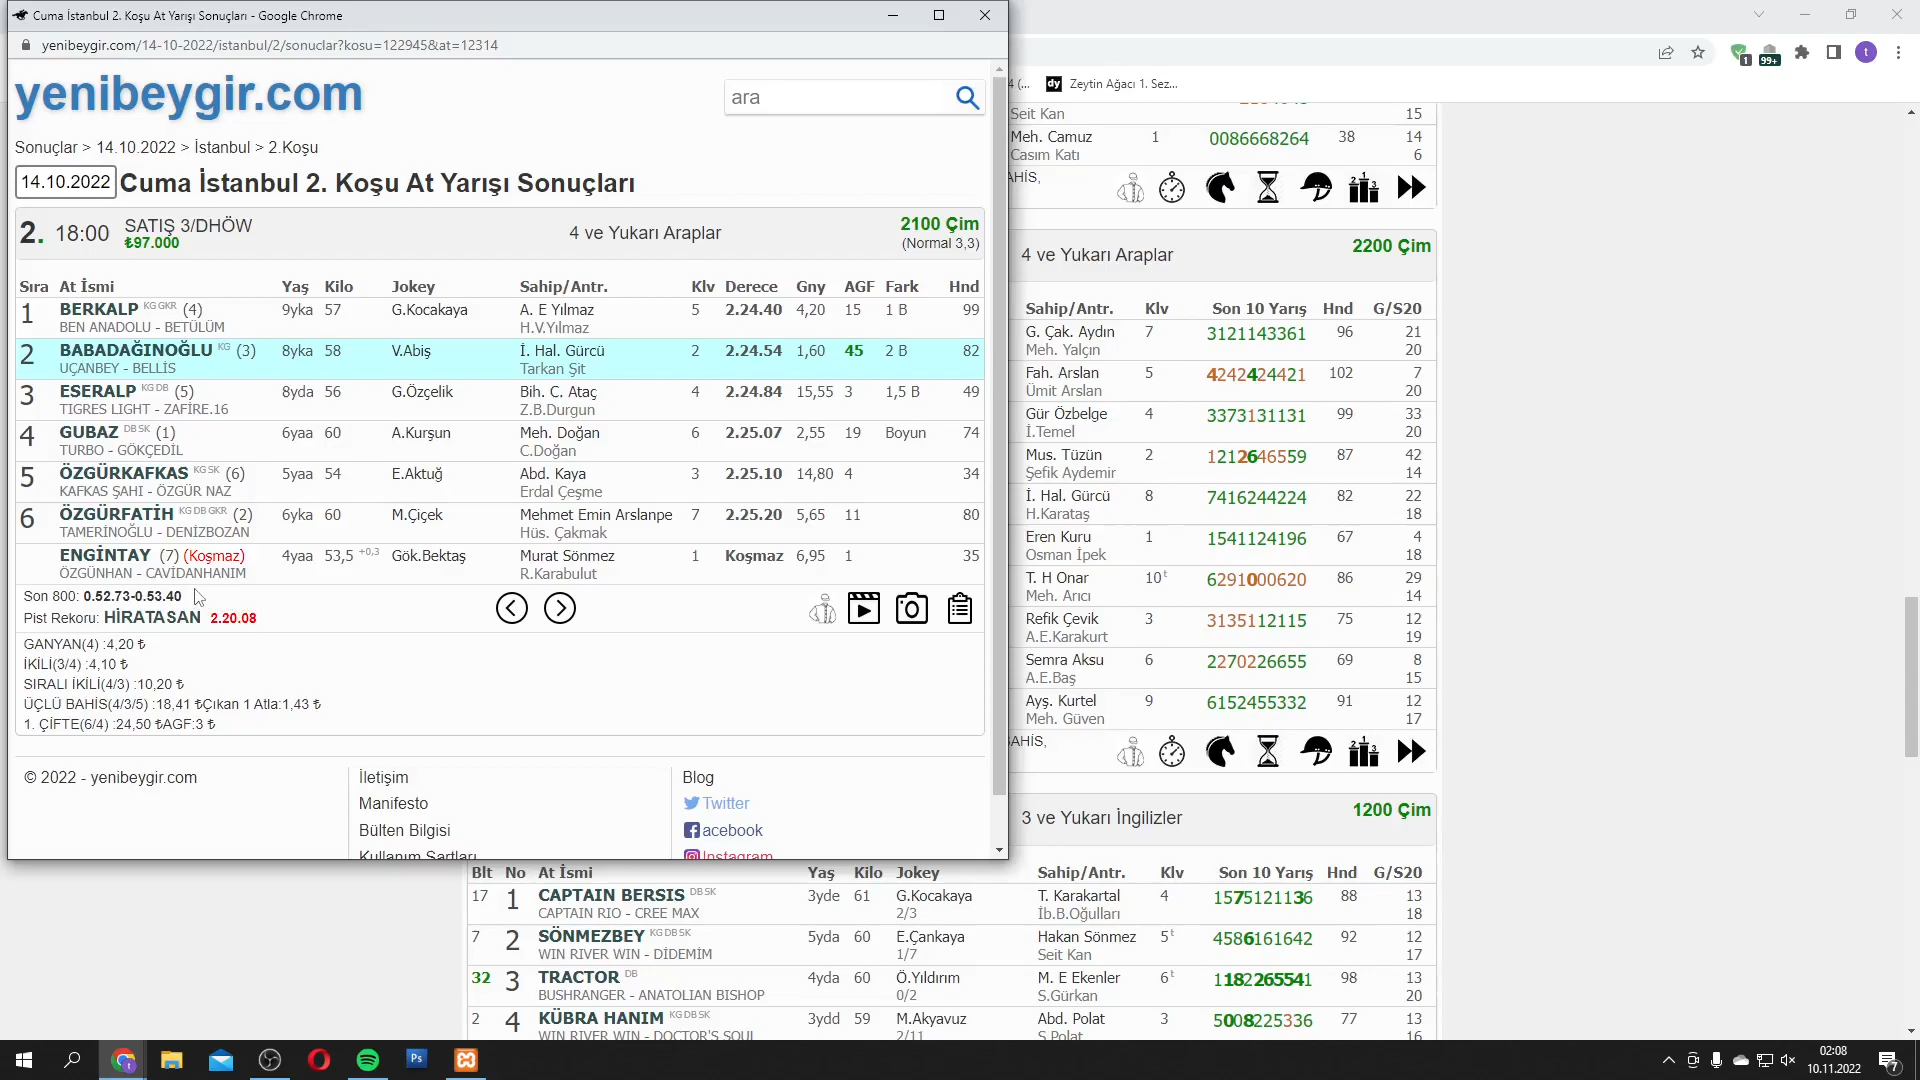 Cuma İstanbul 2. Koşu At Yarışı Sonuçları - Google Chrome
yenibeygir.com/14-10-2022/istanbul/2/sonuclar?kosu=122945&at=12314
yenibeygir.com
ara
Sonuçlar > 14.10.2022 > İstanbul > 2.Koşu
14.10.2022 Cuma İstanbul 2. Koşu At Yarışı Sonuçları
2. 18:00 SATIŞ 3/DHÖW 4 ve Yukarı Araplar 2100 Çim
₺97.000 (Normal 3,3)
Sıra At İsmi Yaş Kilo Jokey Sahip/Antr. Klv Derece Gny AGF Fark Hnd
1 BERKALP KG GKR (4) 9yka 57 G.Kocakaya A. E Yılmaz 5 2.24.40 4,20 15 1 B 99
BEN ANADOLU - BETÜLÜM H.V.Yılmaz
2 BABADAĞINOĞLU KG (3) 8yka 58 V.Abiş İ. Hal. Gürcü 2 2.24.54 1,60 45 2 B 82
UÇANBEY - BELLİS Tarkan Şit
3 ESERALP KG DB (5) 8yda 56 G.Özçelik Bih. C. Ataç 4 2.24.84 15,55 3 1,5 B 49
TIGRES LIGHT - ZAFİRE.16 Z.B.Durgun
4 GUBAZ DB SK (1) 6yaa 60 A.Kurşun Meh. Doğan 6 2.25.07 2,55 19 Boyun 74
TURBO - GÖKÇEDİL C.Doğan
5 ÖZGÜRKAFKAS KG SK (6) 5yaa 54 E.Aktuğ Abd. Kaya 3 2.25.10 14,80 4 34
KAFKAS ŞAHI - ÖZGÜR NAZ Erdal Çeşme
6 ÖZGÜRFATİH KG DB GKR (2) 6yka 60 M.Çiçek Mehmet Emin Arslanpe 7 2.25.20 5,65 11 80
TAMERİNOĞLU - DENİZBOZAN Hüs. Çakmak
ENGİNTAY (7) (Koşmaz) 4yaa 53,5 +0,3 Gök.Bektaş Murat Sönmez 1 Koşmaz 6,95 1 35
ÖZGÜNHAN - CAVİDANHANIM R.Karabulut
Son 800: 0.52.73-0.53.40
Pist Rekoru: HİRATASAN 2.20.08
GANYAN(4) :4,20 ₺
İKİLİ(3/4) :4,10 ₺
SIRALI İKİLİ(4/3) :10,20 ₺
ÜÇLÜ BAHİS(4/3/5) :18,41 ₺Çıkan 1 Atla:1,43 ₺
1. ÇİFTE(6/4) :24,50 ₺AGF:3 ₺
© 2022 - yenibeygir.com İletişim Blog
Manifesto Twitter
Bülten Bilgisi acebook
Kullanım Şartları Instagram
t
1 99+
4 (... dy Zeytin Ağacı 1. Sez...
Seit Kan 15
Meh. Camuz 1 0086668264 38 14
Casım Katı 6
AHİS,
4 ve Yukarı Araplar 2200 Çim
Sahip/Antr. Klv Son 10 Yarış Hnd G/S20
G. Çak. Aydın 7 3121143361 96 21
Meh. Yalçın 20
Fah. Arslan 5 4242424421 102 7
Ümit Arslan 20
Gür Özbelge 4 3373131131 99 33
İ.Temel 20
Mus. Tüzün 2 1212646559 87 42
Şefik Aydemir 14
İ. Hal. Gürcü 8 7416244224 82 22
H.Karataş 18
Eren Kuru 1 1541124196 67 4
Osman İpek 18
T. H Onar 10 t 6291000620 86 29
Meh. Arıcı 14
Refik Çevik 3 3135112115 75 12
A.E.Karakurt 19
Semra Aksu 6 2270226655 69 8
A.E.Baş 15
Ayş. Kurtel 9 6152455332 91 12
Meh. Güven 17
BAHİS,
3 ve Yukarı İngilizler 1200 Çim
Blt No At İsmi Yaş Kilo Jokey Sahip/Antr. Klv Son 10 Yarış Hnd G/S20
17 1 CAPTAIN BERSIS DB SK 3yde 61 G.Kocakaya T. Karakartal 4 1575121136 88 13
CAPTAIN RIO - CREE MAX 2/3 İb.B.Oğulları 18
7 2 SÖNMEZBEY KG DB SK 5yda 60 E.Çankaya Hakan Sönmez 5 t 4586161642 92 12
WIN RIVER WIN - DİDEMİM 1/7 Seit Kan 17
32 3 TRACTOR DB 4yda 60 Ö.Yıldırım M. E Ekenler 6 t 1182265541 98 13
BUSHRANGER - ANATOLIAN BISHOP 0/2 S.Gürkan 20
2 4 KÜBRA HANIM KG DB SK 3ydd 59 M.Akyavuz Abd. Polat 3 5008225336 77 13
WIN RIVER WIN - DOCTOR'S SOUL 2/11 S.Polat 16
Ps
02:08
10.11.2022
7